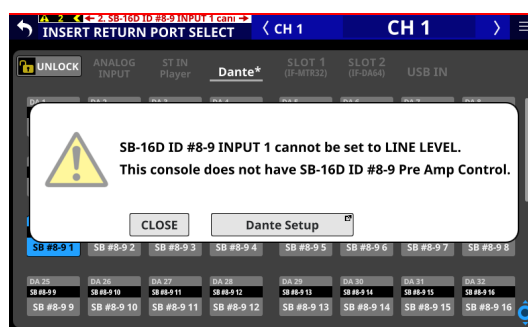 2
← 2. SB-16D ID #8-9 INPUT 1 cann →
INSERT RETURN PORT SELECT
CH 1
CH 1
UNLOCK
ANALOG INPUT
ST IN Player
Dante*
SLOT 1 (IF-MTR32)
SLOT 2 (IF-DA64)
USB IN
SB-16D ID #8-9 INPUT 1 cannot be set to LINE LEVEL.
This console does not have SB-16D ID #8-9 Pre Amp Control.
CLOSE
Dante Setup
SB #8-9 1
SB #8-9 2
SB #8-9 3
SB #8-9 4
SB #8-9 5
SB #8-9 6
SB #8-9 7
SB #8-9 8
DA 25
DA 26
DA 27
DA 28
DA 29
DA 30
DA 31
DA 32
SB #8-9 9
SB #8-9 10
SB #8-9 11
SB #8-9 12
SB #8-9 13
SB #8-9 14
SB #8-9 15
SB #8-9 16
SB #8-9 9
SB #8-9 10
SB #8-9 11
SB #8-9 12
SB #8-9 13
SB #8-9 14
SB #8-9 15
SB #8-9 16